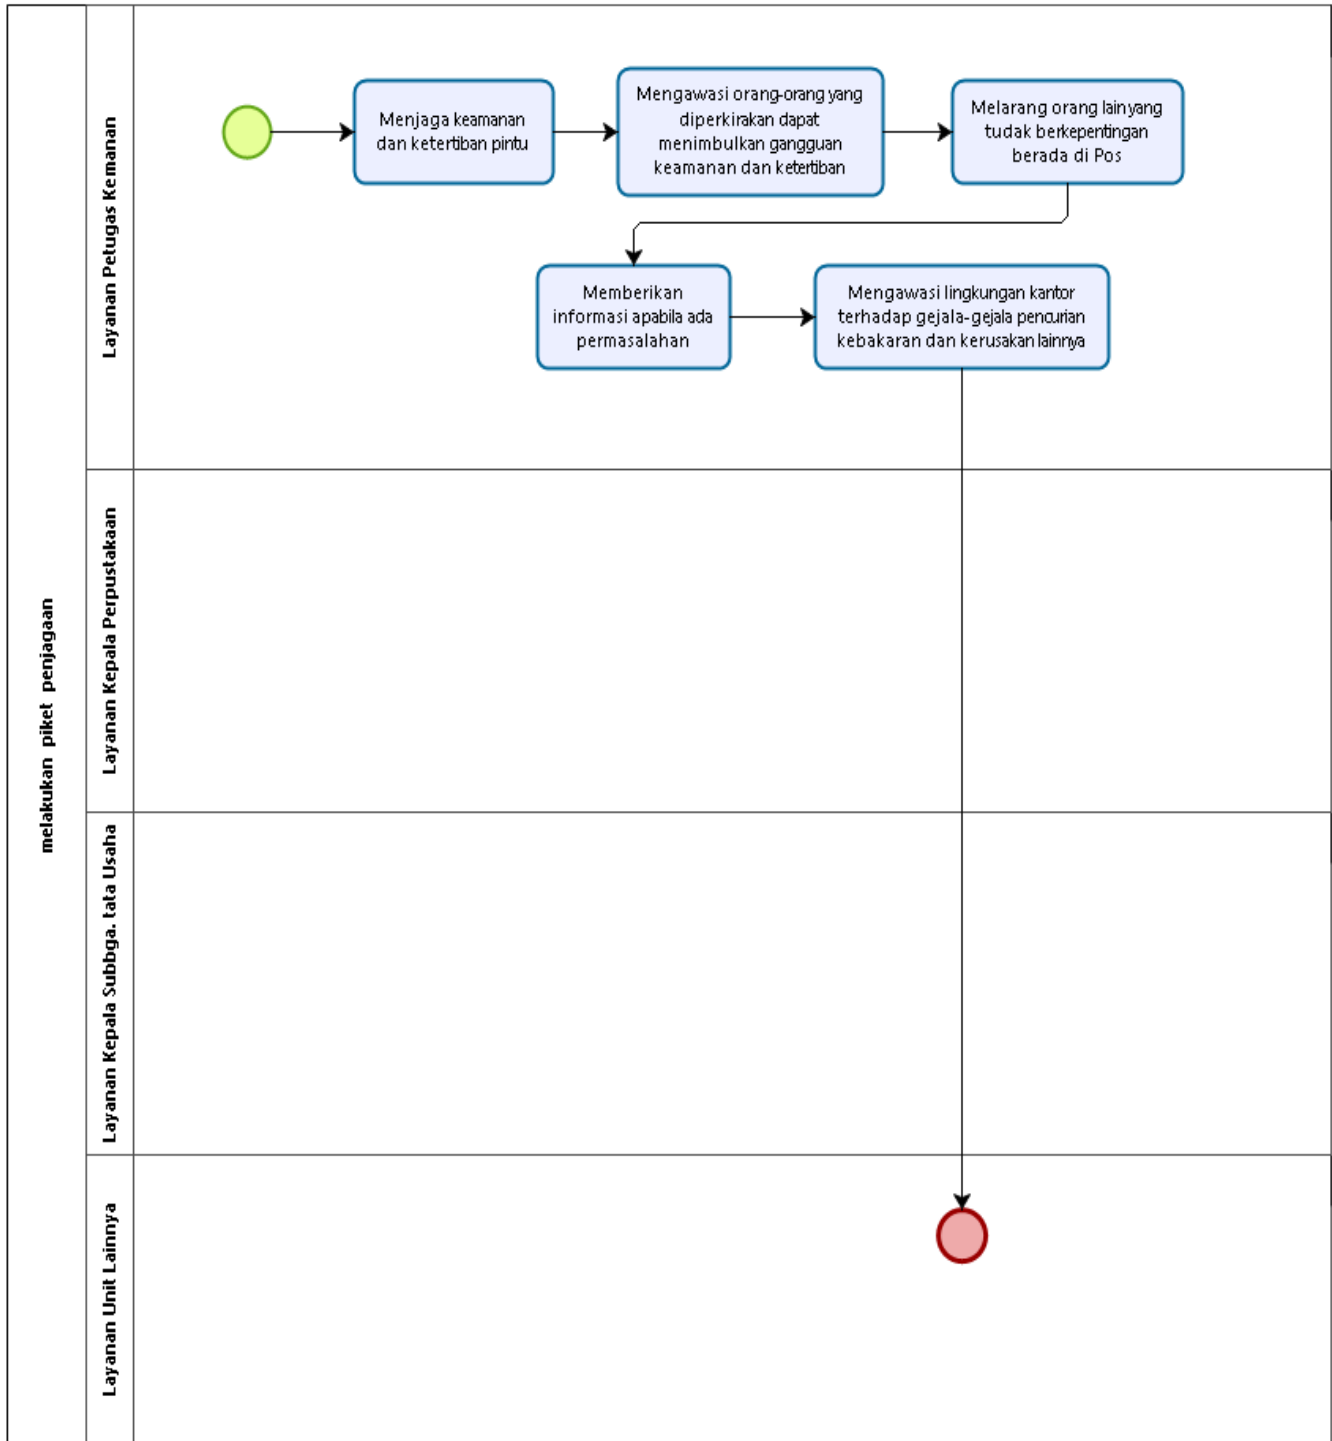 melakukan piket penjagaan
Layanan Petugas Kemanan
Menjaga keamanan
dan ketertiban pintu
Mengawasi orang-orang yang
diperkirakan dapat
menimbulkan gangguan
keamanan dan ketertiban
Melarang orang lain yang
tudak berkepentingan
berada di Pos
Memberikan
informasi apabila ada
permasalahan
Mengawasi lingkungan kantor
terhadap gejala-gejala pencurian
kebakaran dan kerusakan lainnya
Layanan Kepala Perpustakaan
Layanan Kepala Subbga. tata Usaha
Layanan Unit Lainnya